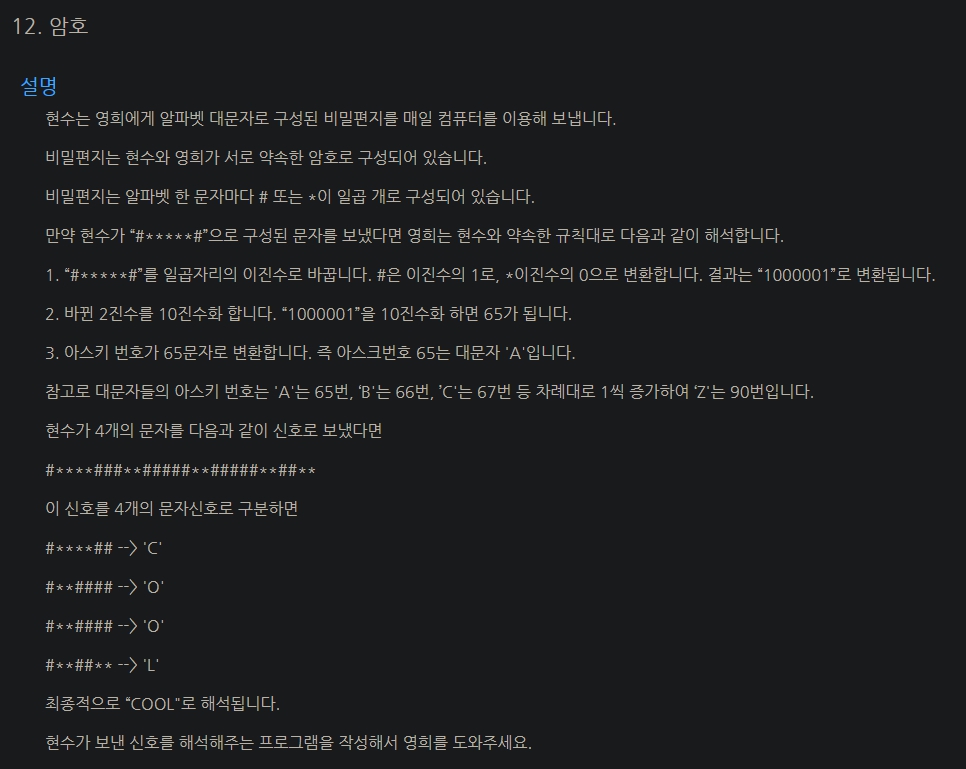 12. 암호
설명
현수는 영희에게 알파벳 대문자로 구성된 비밀편지를 매일 컴퓨터를 이용해 보냅니다.
비밀편지는 현수와 영희가 서로 약속한 암호로 구성되어 있습니다.
비밀편지는 알파벳 한 문자마다 # 또는 *이 일곱 개로 구성되어 있습니다.
만약 현수가 “#*****#”으로 구성된 문자를 보냈다면 영희는 현수와 약속한 규칙대로 다음과 같이 해석합니다.
1. “#*****#”를 일곱자리의 이진수로 바꿉니다. #은 이진수의 1로, *이진수의 0으로 변환합니다. 결과는 “1000001”로 변환됩니다.
2. 바뀐 2진수를 10진수화 합니다. “1000001”을 10진수화 하면 65가 됩니다.
3. 아스키 번호가 65문자로 변환합니다. 즉 아스크번호 65는 대문자 'A'입니다.
참고로 대문자들의 아스키 번호는 'A'는 65번, ‘B'는 66번, ’C'는 67번 등 차례대로 1씩 증가하여 ‘Z'는 90번입니다.
현수가 4개의 문자를 다음과 같이 신호로 보냈다면
#****###**#####**#####**##**
이 신호를 4개의 문자신호로 구분하면
#****## --> 'C'
#**#### --> 'O'
#**#### --> 'O'
#**##** --> 'L'
최종적으로 “COOL"로 해석됩니다.
현수가 보낸 신호를 해석해주는 프로그램을 작성해서 영희를 도와주세요.